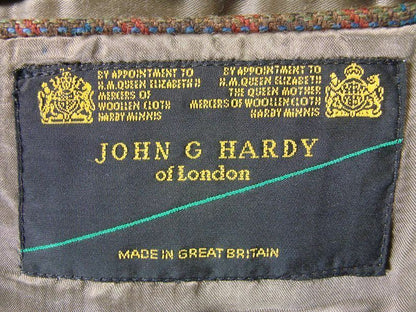 BY APPOINTMENT TO
H.M. QUEEN ELIZABETH II
MERCERS OF
WOOLLEN CLOTH
HARDY MINNIS
BY APPOINTMENT TO
H.M. QUEEN ELIZABETH
THE QUEEN MOTHER
MERCERS OF WOOLLEN CLOTH
HARDY MINNIS
JOHN G HARDY
of London
MADE IN GREAT BRITAIN